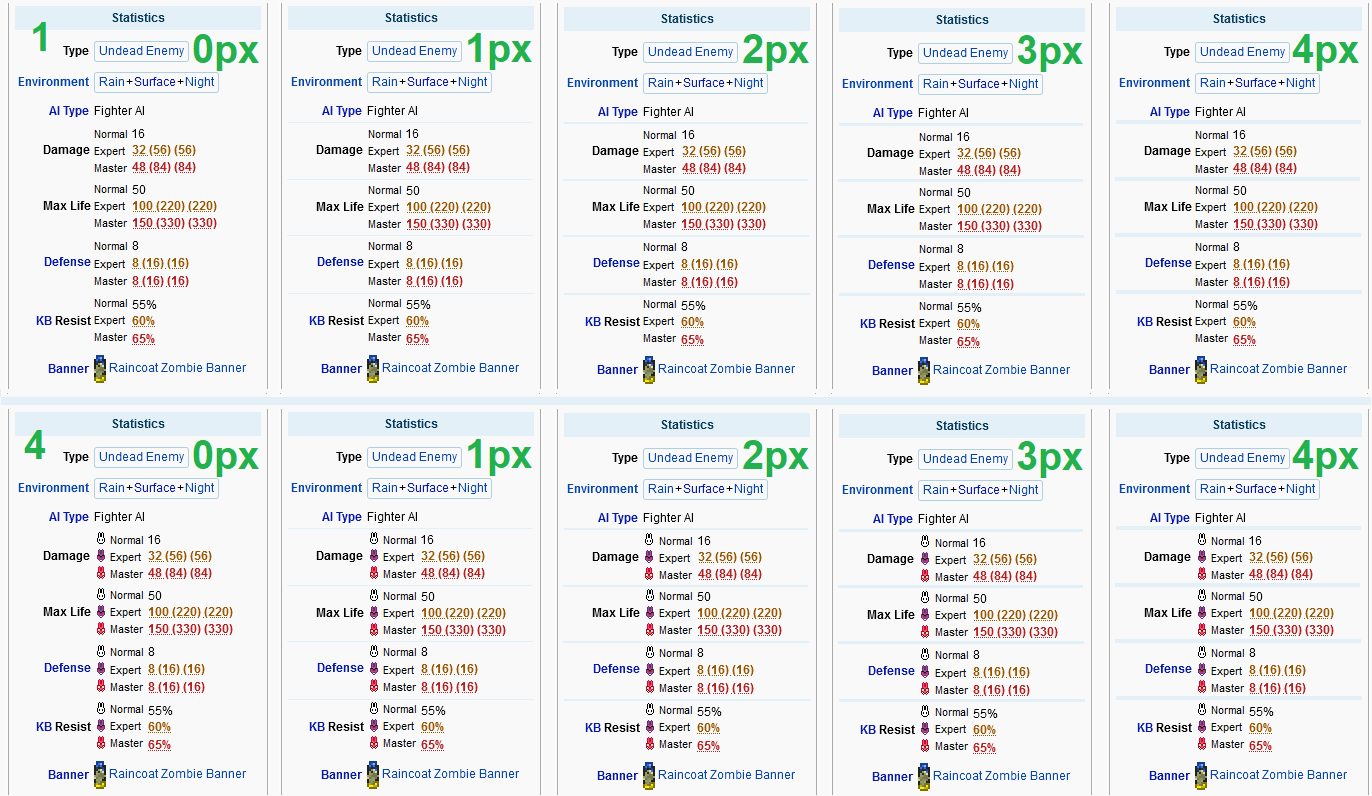 Statistics
1 Type Undead Enemy 0px
Environment Rain+Surface+Night
AI Type Fighter AI
Normal 16
Damage Expert 32 (56) (56)
Master 48 (84) (84)
Normal 50
Max Life Expert 100 (220) (220)
Master 150 (330) (330)
Normal 8
Defense Expert 8 (16) (16)
Master 8 (16) (16)
Normal 55%
KB Resist Expert 60%
Master 65%
Banner Raincoat Zombie Banner
Statistics
Type Undead Enemy 1px
Environment Rain+Surface+Night
AI Type Fighter AI
Normal 16
Damage Expert 32 (56) (56)
Master 48 (84) (84)
Normal 50
Max Life Expert 100 (220) (220)
Master 150 (330) (330)
Normal 8
Defense Expert 8 (16) (16)
Master 8 (16) (16)
Normal 55%
KB Resist Expert 60%
Master 65%
Banner Raincoat Zombie Banner
Statistics
Type Undead Enemy 2px
Environment Rain+Surface+Night
AI Type Fighter AI
Normal 16
Damage Expert 32 (56) (56)
Master 48 (84) (84)
Normal 50
Max Life Expert 100 (220) (220)
Master 150 (330) (330)
Normal 8
Defense Expert 8 (16) (16)
Master 8 (16) (16)
Normal 55%
KB Resist Expert 60%
Master 65%
Banner Raincoat Zombie Banner
Statistics
Type Undead Enemy 3px
Environment Rain+Surface+Night
AI Type Fighter AI
Normal 16
Damage Expert 32 (56) (56)
Master 48 (84) (84)
Normal 50
Max Life Expert 100 (220) (220)
Master 150 (330) (330)
Normal 8
Defense Expert 8 (16) (16)
Master 8 (16) (16)
Normal 55%
KB Resist Expert 60%
Master 65%
Banner Raincoat Zombie Banner
Statistics
Type Undead Enemy 4px
Environment Rain+Surface+Night
AI Type Fighter AI
Normal 16
Damage Expert 32 (56) (56)
Master 48 (84) (84)
Normal 50
Max Life Expert 100 (220) (220)
Master 150 (330) (330)
Normal 8
Defense Expert 8 (16) (16)
Master 8 (16) (16)
Normal 55%
KB Resist Expert 60%
Master 65%
Banner Raincoat Zombie Banner
Statistics
4 Type Undead Enemy 0px
Environment Rain+Surface+Night
AI Type Fighter AI
Normal 16
Damage Expert 32 (56) (56)
Master 48 (84) (84)
Normal 50
Max Life Expert 100 (220) (220)
Master 150 (330) (330)
Normal 8
Defense Expert 8 (16) (16)
Master 8 (16) (16)
Normal 55%
KB Resist Expert 60%
Master 65%
Banner Raincoat Zombie Banner
Statistics
Type Undead Enemy 1px
Environment Rain+Surface+Night
AI Type Fighter AI
Normal 16
Damage Expert 32 (56) (56)
Master 48 (84) (84)
Normal 50
Max Life Expert 100 (220) (220)
Master 150 (330) (330)
Normal 8
Defense Expert 8 (16) (16)
Master 8 (16) (16)
Normal 55%
KB Resist Expert 60%
Master 65%
Banner Raincoat Zombie Banner
Statistics
Type Undead Enemy 2px
Environment Rain+Surface+Night
AI Type Fighter AI
Normal 16
Damage Expert 32 (56) (56)
Master 48 (84) (84)
Normal 50
Max Life Expert 100 (220) (220)
Master 150 (330) (330)
Normal 8
Defense Expert 8 (16) (16)
Master 8 (16) (16)
Normal 55%
KB Resist Expert 60%
Master 65%
Banner Raincoat Zombie Banner
Statistics
Type Undead Enemy 3px
Environment Rain+Surface+Night
AI Type Fighter AI
Normal 16
Damage Expert 32 (56) (56)
Master 48 (84) (84)
Normal 50
Max Life Expert 100 (220) (220)
Master 150 (330) (330)
Normal 8
Defense Expert 8 (16) (16)
Master 8 (16) (16)
Normal 55%
KB Resist Expert 60%
Master 65%
Banner Raincoat Zombie Banner
Statistics
Type Undead Enemy 4px
Environment Rain+Surface+Night
AI Type Fighter AI
Normal 16
Damage Expert 32 (56) (56)
Master 48 (84) (84)
Normal 50
Max Life Expert 100 (220) (220)
Master 150 (330) (330)
Normal 8
Defense Expert 8 (16) (16)
Master 8 (16) (16)
Normal 55%
KB Resist Expert 60%
Master 65%
Banner Raincoat Zombie Banner